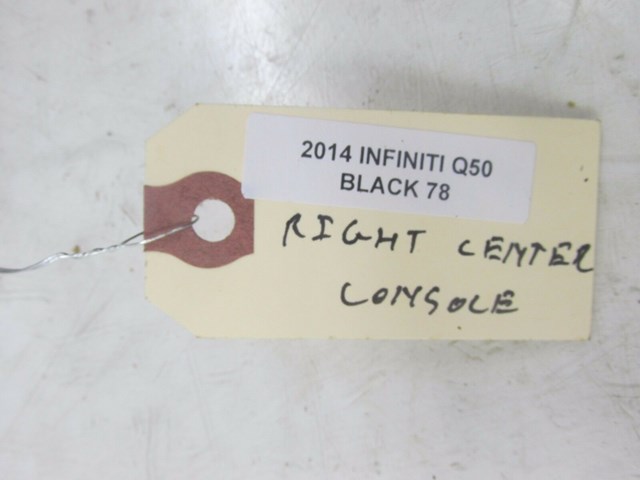 2014 INFINITI Q50
BLACK 78
RIGHT CENTER
CONSOLE